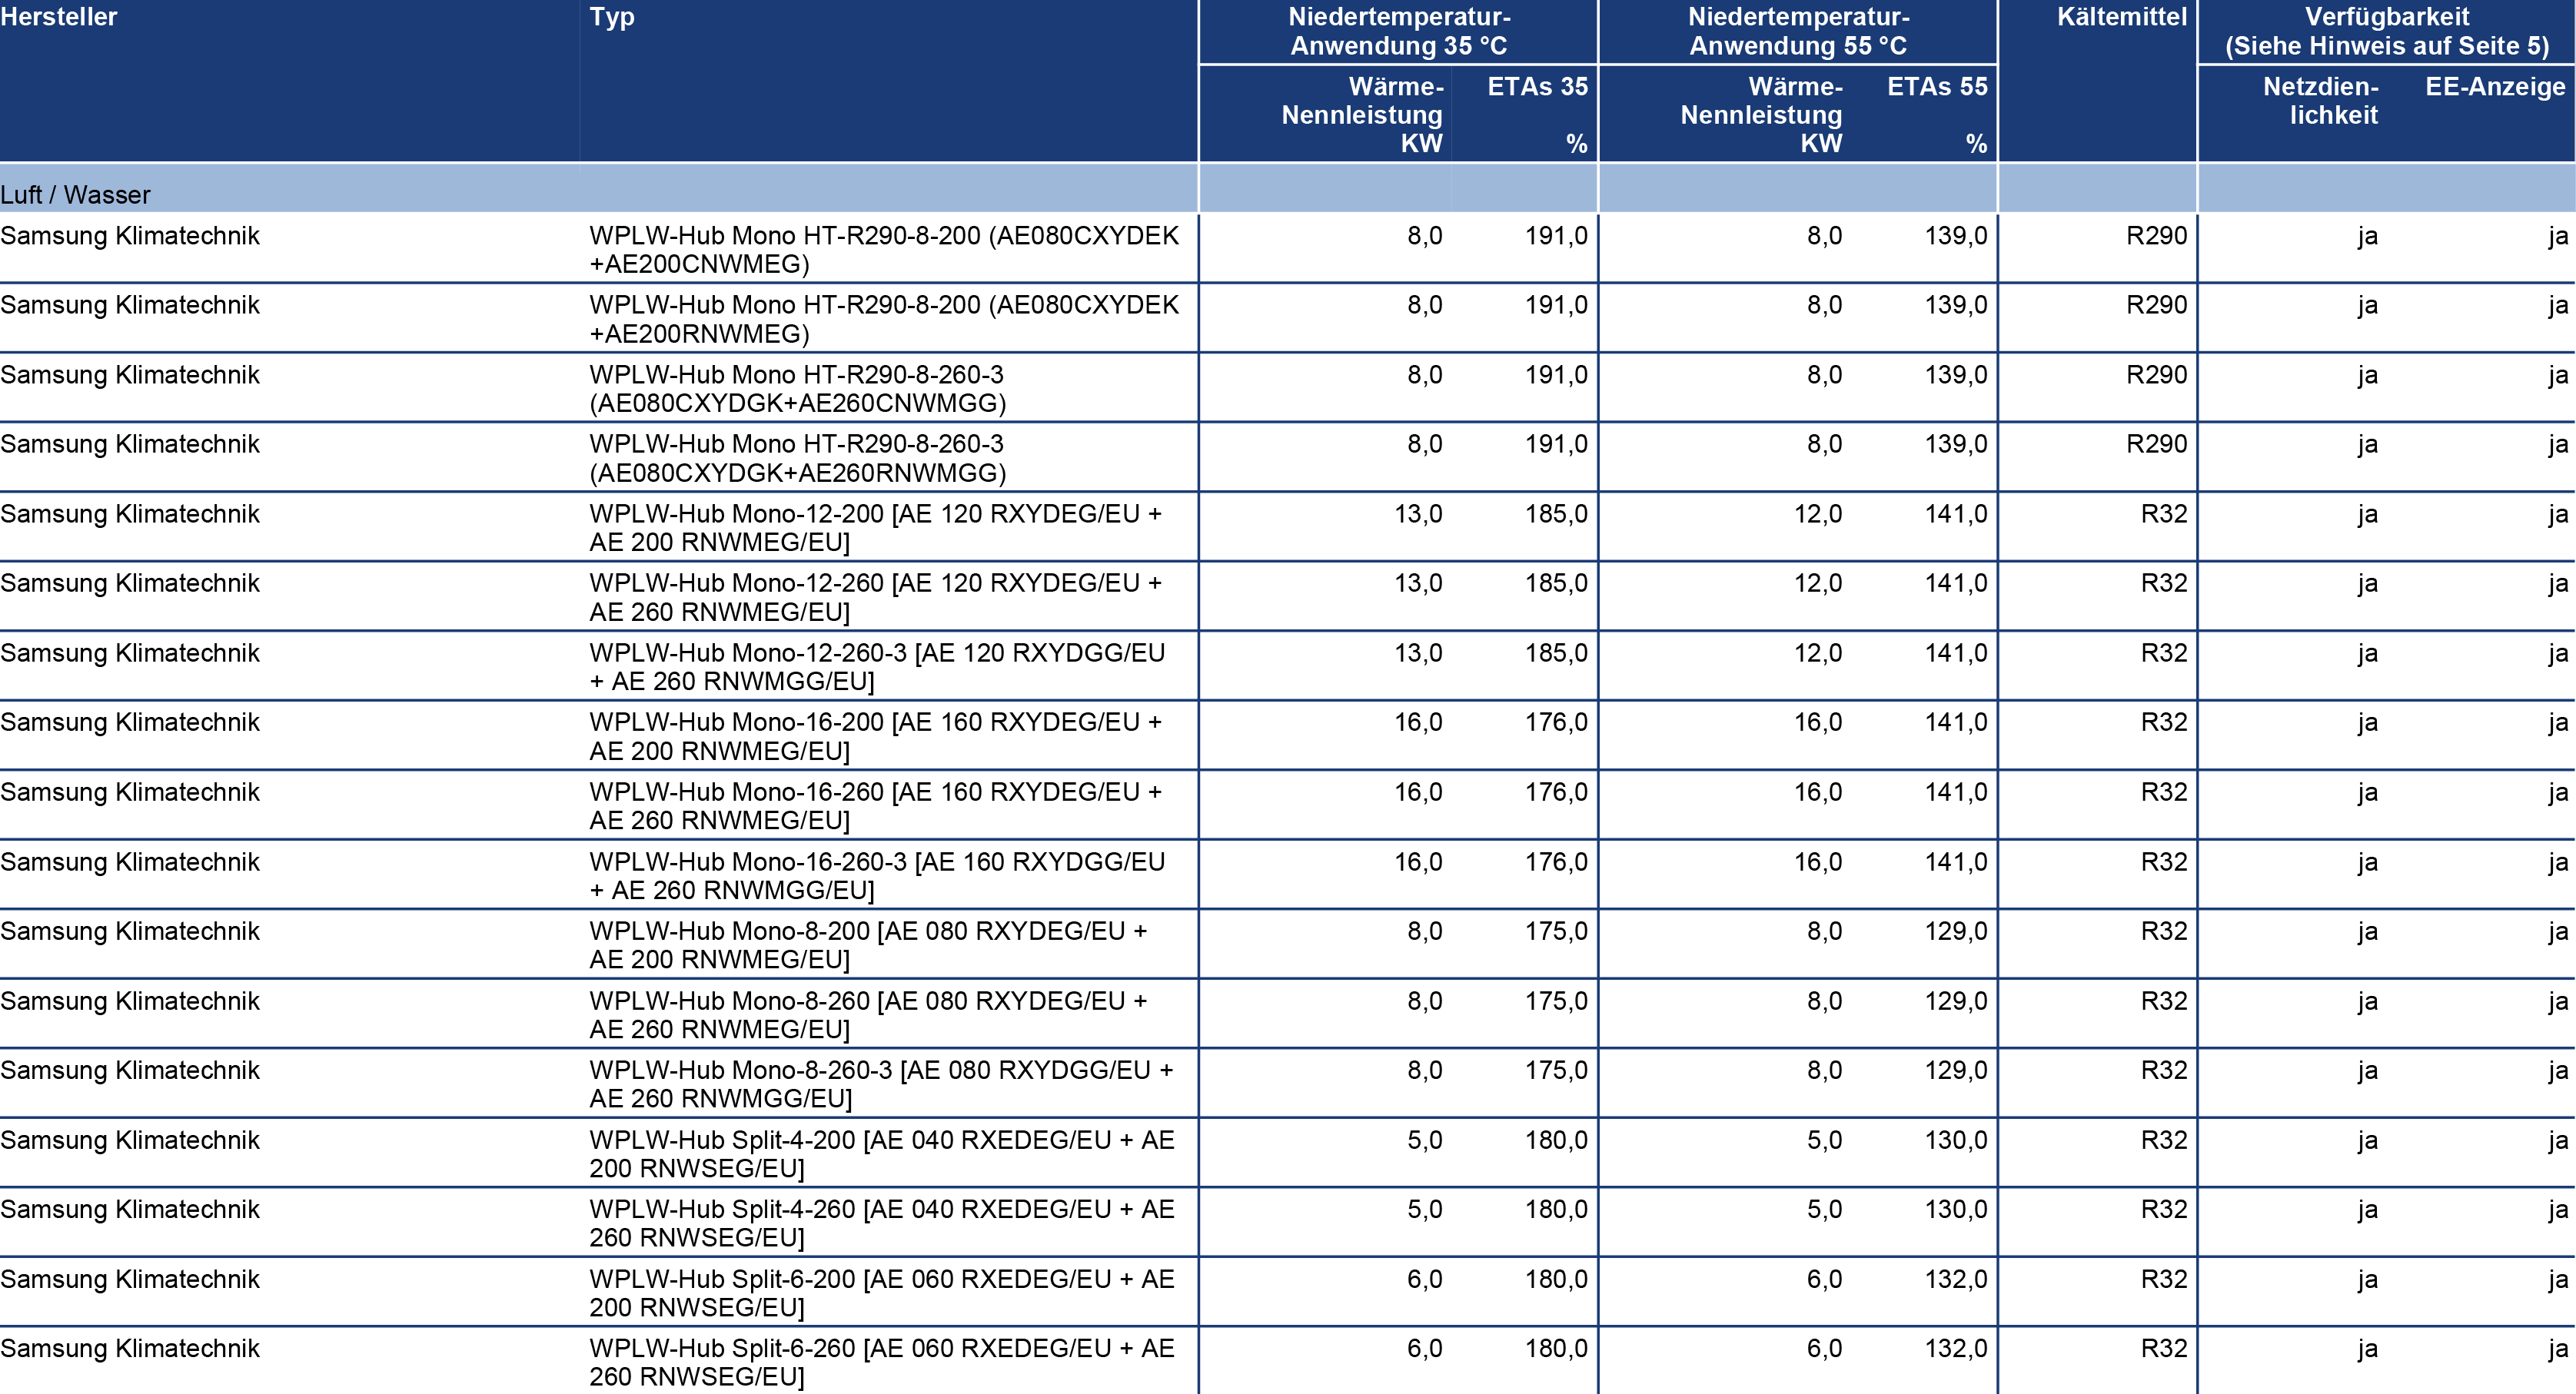 Hersteller Typ Niedertemperatur- Niedertemperatur- Kältemittel Verfügbarkeit
Anwendung 35 °C Anwendung 55 °C (Siehe Hinweis auf Seite 5)
Wärme- ETAs 35 Wärme- ETAs 55 Netzdien- EE-Anzeige
Nennleistung Nennleistung lichkeit
KW % KW %
Luft / Wasser
Samsung Klimatechnik WPLW-Hub Mono HT-R290-8-200 (AE080CXYDEK 8,0 191,0 8,0 139,0 R290 ja ja
+AE200CNWMEG)
Samsung Klimatechnik WPLW-Hub Mono HT-R290-8-200 (AE080CXYDEK 8,0 191,0 8,0 139,0 R290 ja ja
+AE200RNWMEG)
Samsung Klimatechnik WPLW-Hub Mono HT-R290-8-260-3 8,0 191,0 8,0 139,0 R290 ja ja
(AE080CXYDGK+AE260CNWMGG)
Samsung Klimatechnik WPLW-Hub Mono HT-R290-8-260-3 8,0 191,0 8,0 139,0 R290 ja ja
(AE080CXYDGK+AE260RNWMGG)
Samsung Klimatechnik WPLW-Hub Mono-12-200 [AE 120 RXYDEG/EU + 13,0 185,0 12,0 141,0 R32 ja ja
AE 200 RNWMEG/EU]
Samsung Klimatechnik WPLW-Hub Mono-12-260 [AE 120 RXYDEG/EU + 13,0 185,0 12,0 141,0 R32 ja ja
AE 260 RNWMEG/EU]
Samsung Klimatechnik WPLW-Hub Mono-12-260-3 [AE 120 RXYDGG/EU 13,0 185,0 12,0 141,0 R32 ja ja
+ AE 260 RNWMGG/EU]
Samsung Klimatechnik WPLW-Hub Mono-16-200 [AE 160 RXYDEG/EU + 16,0 176,0 16,0 141,0 R32 ja ja
AE 200 RNWMEG/EU]
Samsung Klimatechnik WPLW-Hub Mono-16-260 [AE 160 RXYDEG/EU + 16,0 176,0 16,0 141,0 R32 ja ja
AE 260 RNWMEG/EU]
Samsung Klimatechnik WPLW-Hub Mono-16-260-3 [AE 160 RXYDGG/EU 16,0 176,0 16,0 141,0 R32 ja ja
+ AE 260 RNWMGG/EU]
Samsung Klimatechnik WPLW-Hub Mono-8-200 [AE 080 RXYDEG/EU + 8,0 175,0 8,0 129,0 R32 ja ja
AE 200 RNWMEG/EU]
Samsung Klimatechnik WPLW-Hub Mono-8-260 [AE 080 RXYDEG/EU + 8,0 175,0 8,0 129,0 R32 ja ja
AE 260 RNWMEG/EU]
Samsung Klimatechnik WPLW-Hub Mono-8-260-3 [AE 080 RXYDGG/EU + 8,0 175,0 8,0 129,0 R32 ja ja
AE 260 RNWMGG/EU]
Samsung Klimatechnik WPLW-Hub Split-4-200 [AE 040 RXEDEG/EU + AE 5,0 180,0 5,0 130,0 R32 ja ja
200 RNWSEG/EU]
Samsung Klimatechnik WPLW-Hub Split-4-260 [AE 040 RXEDEG/EU + AE 5,0 180,0 5,0 130,0 R32 ja ja
260 RNWSEG/EU]
Samsung Klimatechnik WPLW-Hub Split-6-200 [AE 060 RXEDEG/EU + AE 6,0 180,0 6,0 132,0 R32 ja ja
200 RNWSEG/EU]
Samsung Klimatechnik WPLW-Hub Split-6-260 [AE 060 RXEDEG/EU + AE 6,0 180,0 6,0 132,0 R32 ja ja
260 RNWSEG/EU]